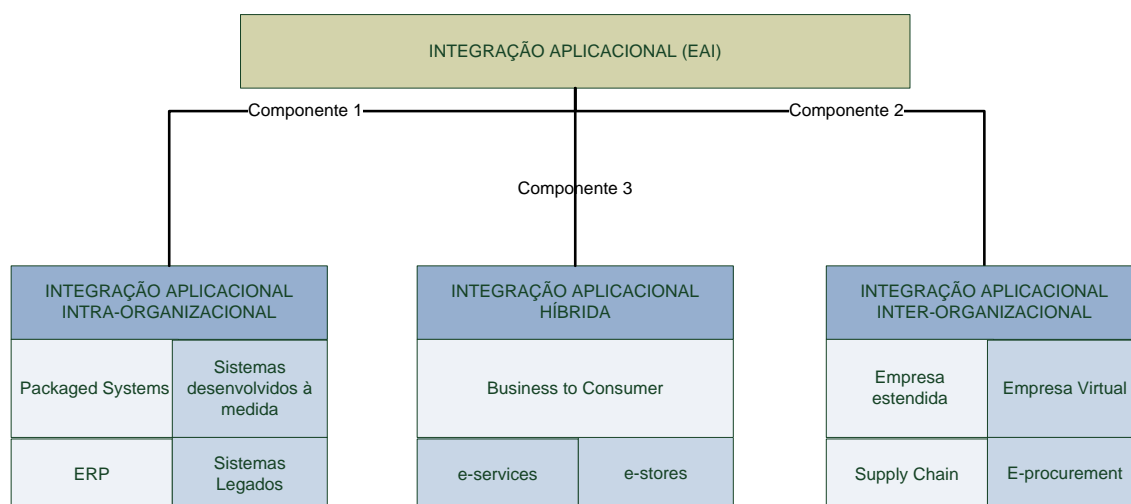 INTEGRAÇÃO APLICACIONAL (EAI)
Componente 1
Componente 2
Componente 3
INTEGRAÇÃO APLICACIONAL
INTRA-ORGANIZACIONAL
Packaged Systems
Sistemas
desenvolvidos à
medida
ERP
Sistemas
Legados
INTEGRAÇÃO APLICACIONAL
HÍBRIDA
Business to Consumer
e-services
e-stores
INTEGRAÇÃO APLICACIONAL
INTER-ORGANIZACIONAL
Empresa
estendida
Empresa Virtual
Supply Chain
E-procurement